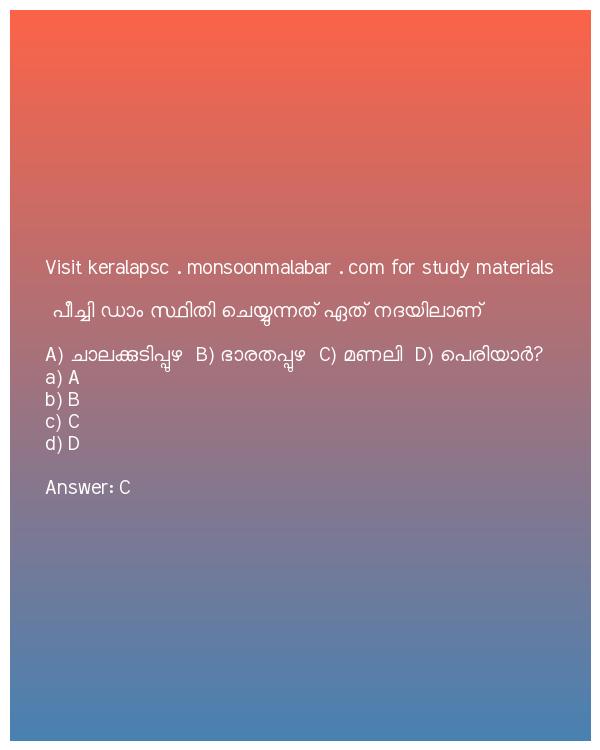 Visit keralapsc . monsoonmalabar . com for study materials
പീച്ചി ഡാം സ്ഥിതി ചെയ്യുന്നത് ഏത് നദയിലാണ്
A) ചാലക്കുടിപ്പുഴ B) ഭാരതപ്പുഴ C) മണലി D) പെരിയാർ?
a) A
b) B
c) C
d) D
Answer: C